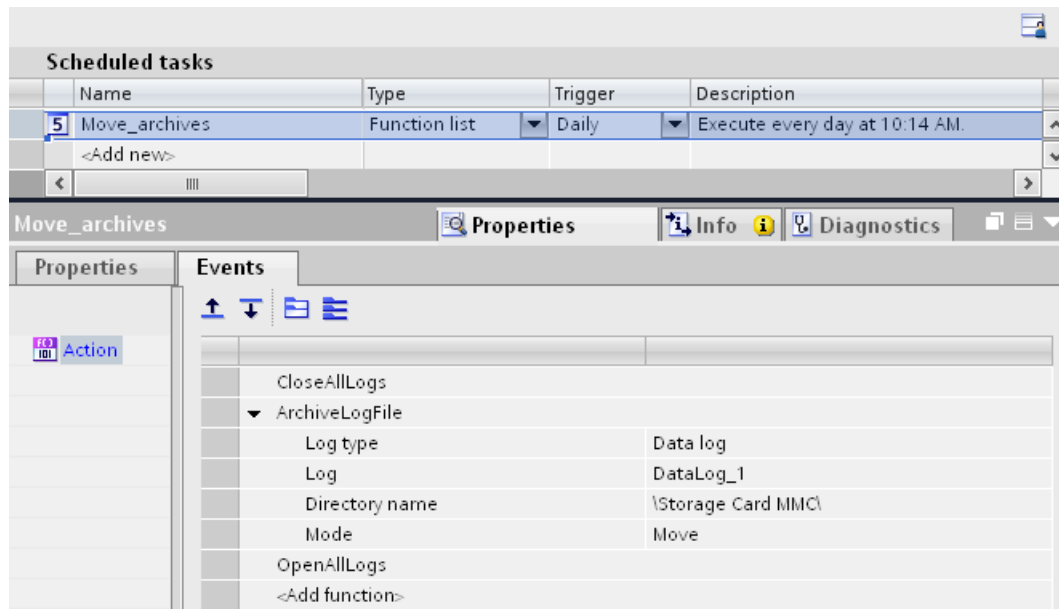 Scheduled tasks
Name Type Trigger Description
5 Move_archives Function list Daily Execute every day at 10:14 AM.
<Add new>
Move_archives Properties Info Diagnostics
Properties Events
Action
CloseAllLogs
ArchiveLogFile
Log type Data log
Log DataLog_1
Directory name \Storage Card MMC\
Mode Move
OpenAllLogs
<Add function>